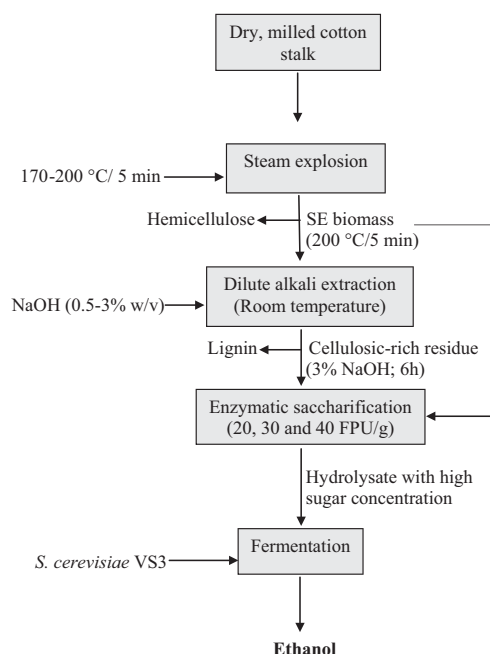 Dry, milled cotton
stalk
Steam explosion
170-200 °C/ 5 min
Hemicellulose
SE biomass
(200 °C/5 min)
Dilute alkali extraction
(Room temperature)
NaOH (0.5-3% w/v)
Lignin
Cellulosic-rich residue
(3% NaOH; 6h)
Enzymatic saccharification
(20, 30 and 40 FPU/g)
Hydrolysate with high
sugar concentration
Fermentation
S. cerevisiae VS3
Ethanol